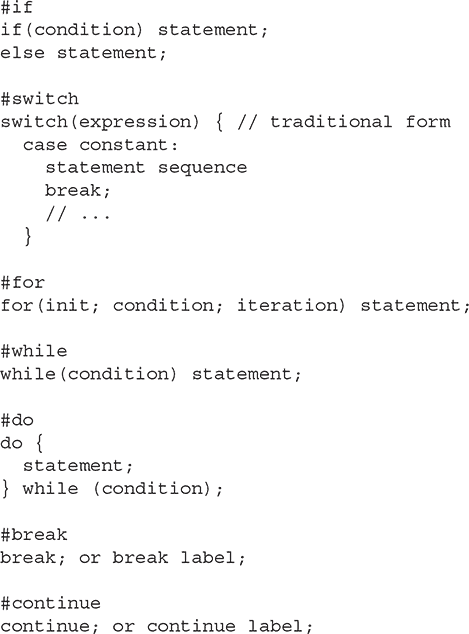 #if
if(condition) statement;
else statement;

#switch
switch(expression) { // traditional form
  case constant:
    statement sequence
    break;
    // ...
  }

#for
for(init; condition; iteration) statement;

#while
while(condition) statement;

#do
do {
  statement;
} while (condition);

#break
break; or break label;

#continue
continue; or continue label;